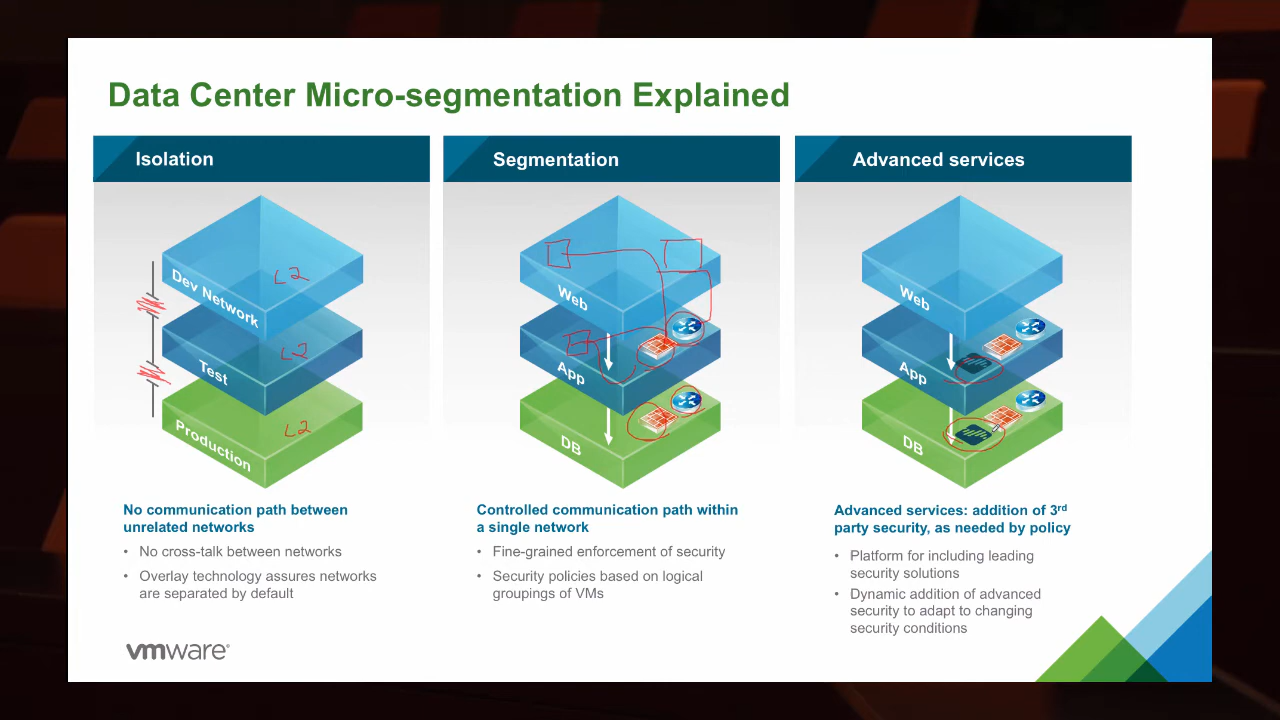 Data Center Micro-segmentation Explained
Isolation
Dev Network
L2
Test
L2
Production
L2
No communication path between
unrelated networks
• No cross-talk between networks
• Overlay technology assures networks
are separated by default
Segmentation
Web
App
DB
Controlled communication path within
a single network
• Fine-grained enforcement of security
• Security policies based on logical
groupings of VMs
Advanced services
Web
App
DB
Advanced services: addition of 3rd
party security, as needed by policy
• Platform for including leading
security solutions
• Dynamic addition of advanced
security to adapt to changing
security conditions
vmware®